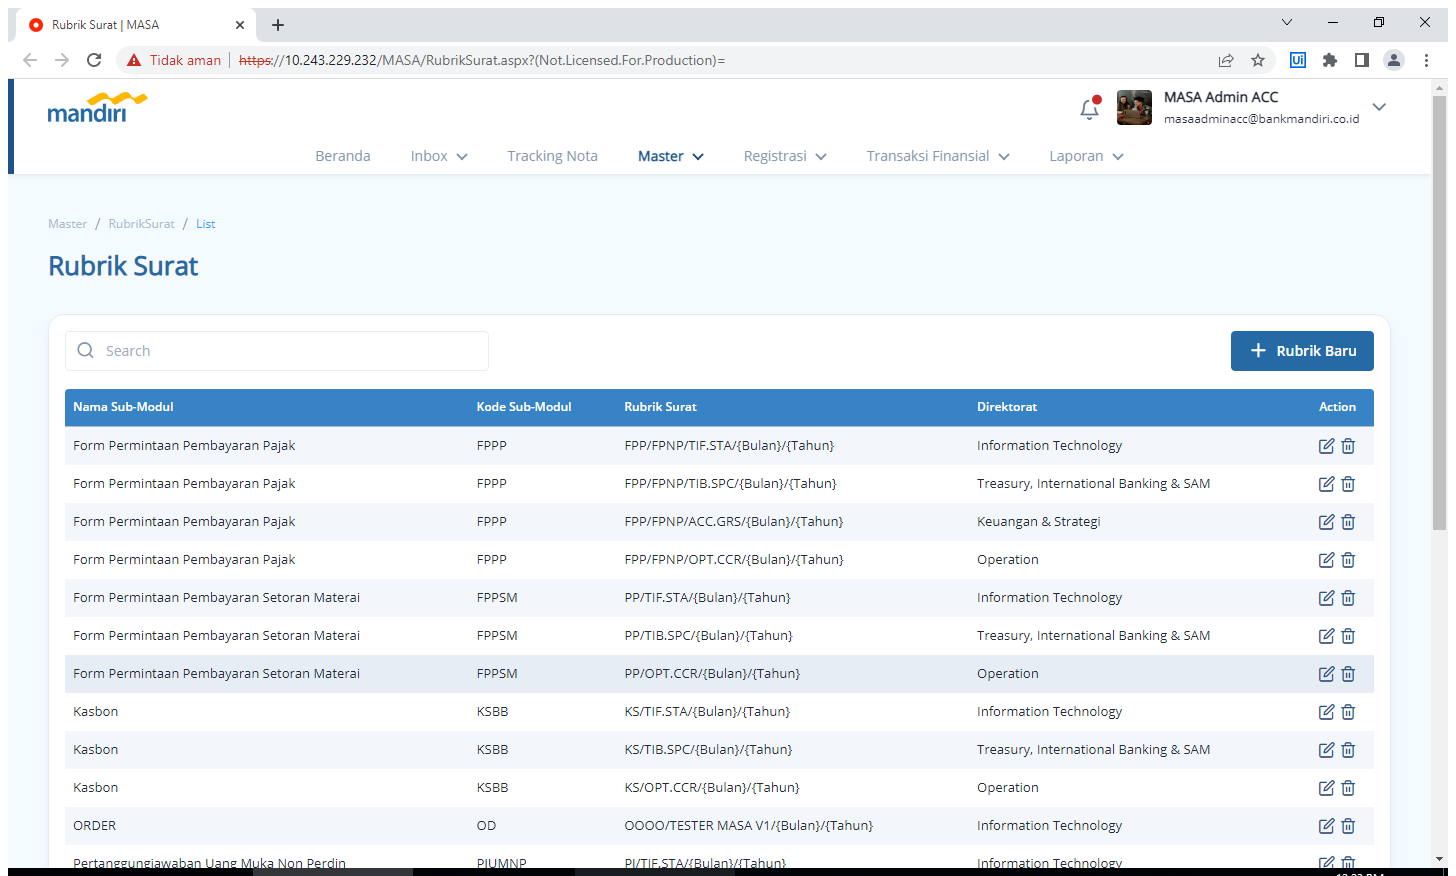 Rubrik Surat | MASA
Tidak aman
https://10.243.229.232/MASA/RubrikSurat.aspx?(Not.Licensed.For.Production)=
Ui
mandiri
MASA Admin ACC
masaadminacc@bankmandiri.co.id
Beranda Inbox Tracking Nota Master Registrasi Transaksi Finansial Laporan
Master / RubrikSurat / List
Rubrik Surat
Search
+ Rubrik Baru
Nama Sub-Modul Kode Sub-Modul Rubrik Surat Direktorat Action
Form Permintaan Pembayaran Pajak FPPP FPP/FPNP/TIF.STA/{Bulan}/{Tahun} Information Technology
Form Permintaan Pembayaran Pajak FPPP FPP/FPNP/TIB.SPC/{Bulan}/{Tahun} Treasury, International Banking & SAM
Form Permintaan Pembayaran Pajak FPPP FPP/FPNP/ACC.GRS/{Bulan}/{Tahun} Keuangan & Strategi
Form Permintaan Pembayaran Pajak FPPP FPP/FPNP/OPT.CCR/{Bulan}/{Tahun} Operation
Form Permintaan Pembayaran Setoran Materai FPPSM PP/TIF.STA/{Bulan}/{Tahun} Information Technology
Form Permintaan Pembayaran Setoran Materai FPPSM PP/TIB.SPC/{Bulan}/{Tahun} Treasury, International Banking & SAM
Form Permintaan Pembayaran Setoran Materai FPPSM PP/OPT.CCR/{Bulan}/{Tahun} Operation
Kasbon KSBB KS/TIF.STA/{Bulan}/{Tahun} Information Technology
Kasbon KSBB KS/TIB.SPC/{Bulan}/{Tahun} Treasury, International Banking & SAM
Kasbon KSBB KS/OPT.CCR/{Bulan}/{Tahun} Operation
ORDER OD OOOO/TESTER MASA V1/{Bulan}/{Tahun} Information Technology
Pertanggungjawaban Uang Muka Non Perdin PJUMNP PJ/TIF.STA/{Bulan}/{Tahun} Information Technology